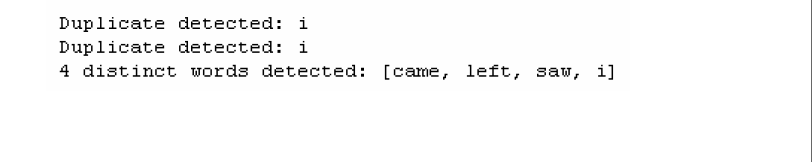 Duplicate detected: i
Duplicate detected: i
4 distinct words detected: [came, left, saw, i]